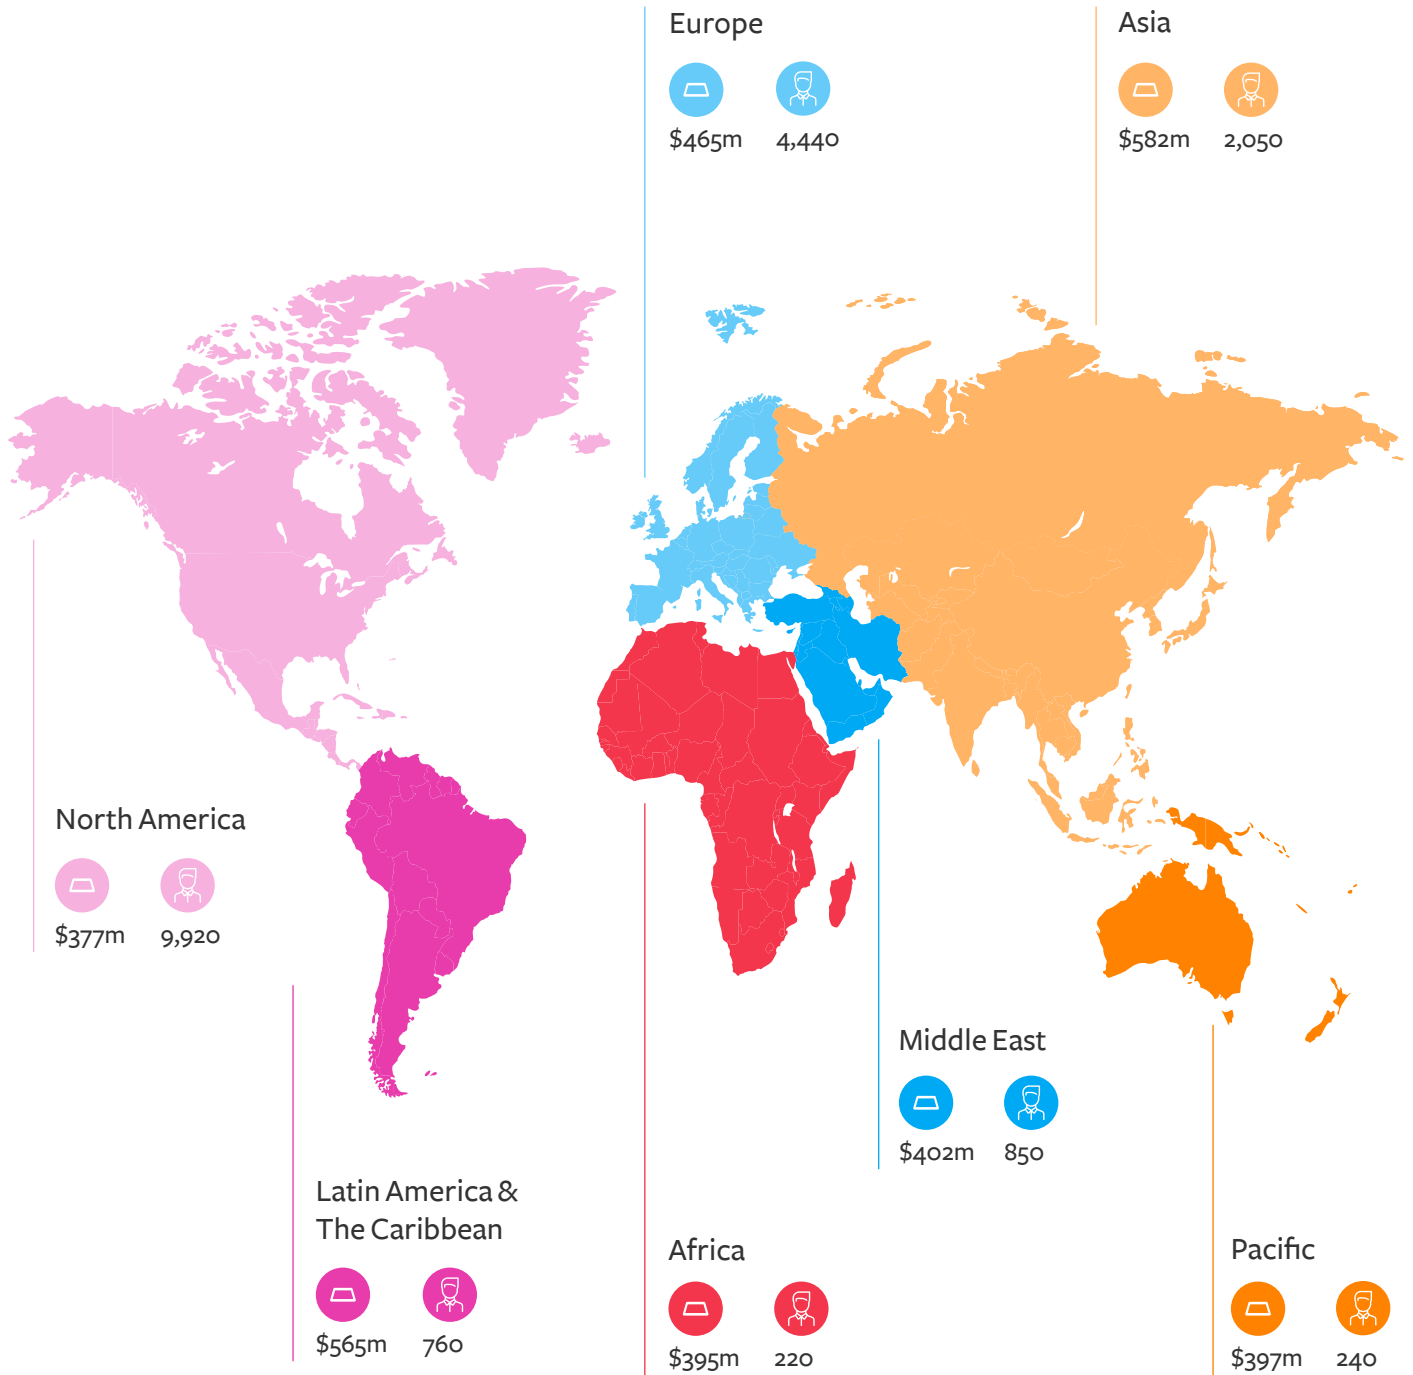 Europe
$465m 4,440
Asia
$582m 2,050
North America
$377m 9,920
Middle East
$402m 850
Latin America &
The Caribbean
$565m 760
Africa
$395m 220
Pacific
$397m 240